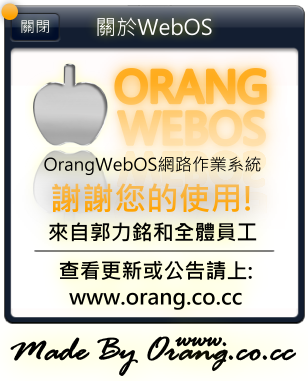 關閉
關於WebOS
ORANG
WEBOS
OrangWebOS網路作業系統
謝謝您的使用!
來自郭力銘和全體員工
查看更新或公告請上:
www.orang.co.cc
www.
Made By Orang.co.cc